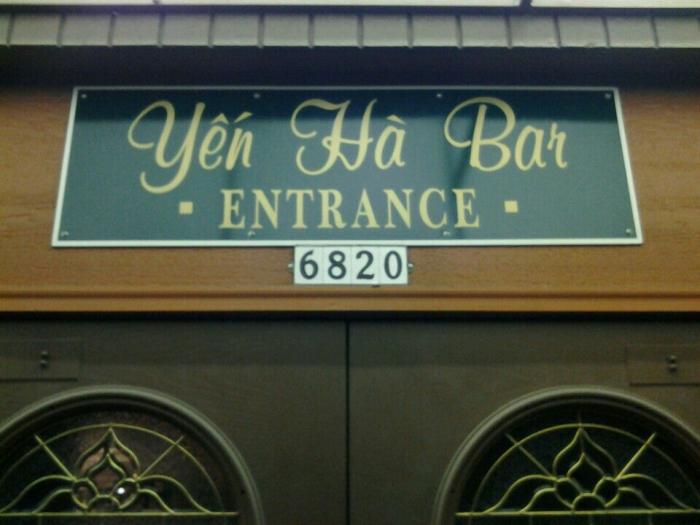 Yến Hà Bar
▪ ENTRANCE ▪
6820